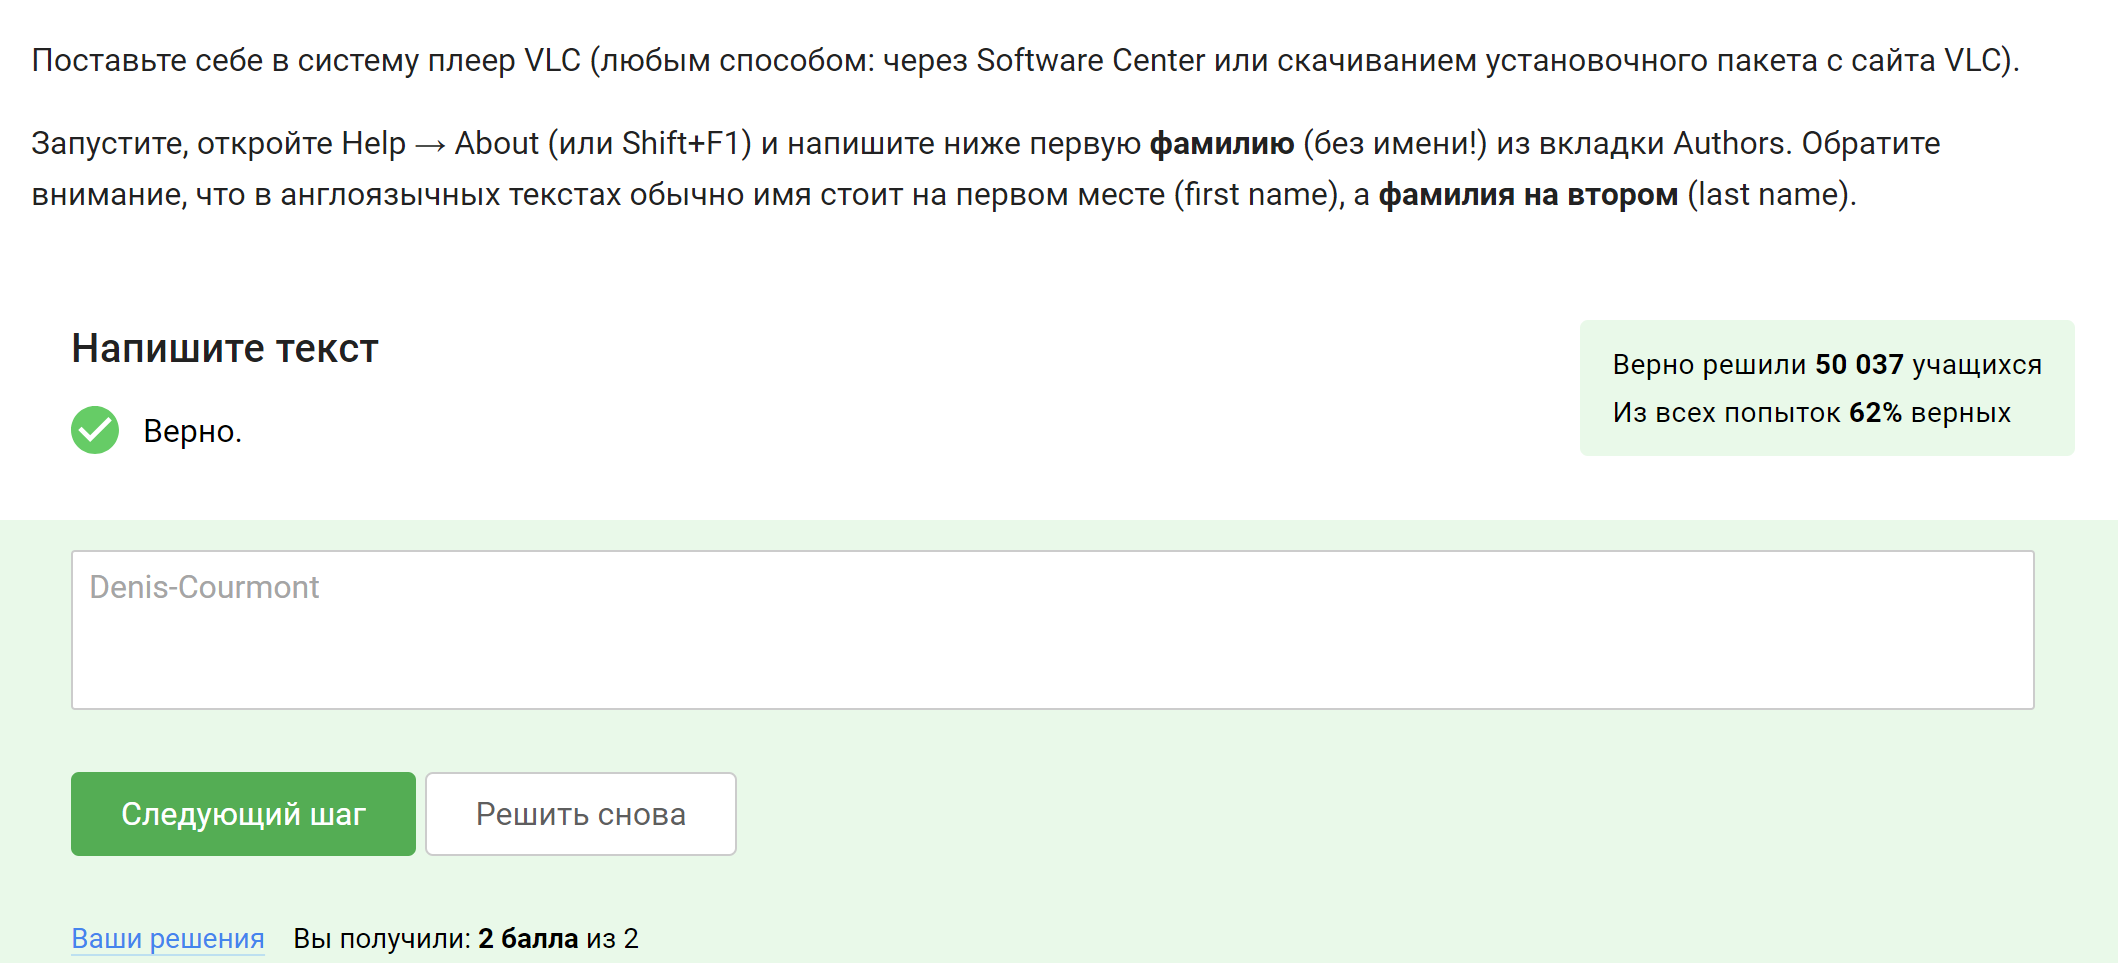 Поставьте себе в систему плеер VLC (любым способом: через Software Center или скачиванием установочного пакета с сайта VLC).
Запустите, откройте Help → About (или Shift+F1) и напишите ниже первую фамилию (без имени!) из вкладки Authors. Обратите
внимание, что в англоязычных текстах обычно имя стоит на первом месте (first name), а фамилия на втором (last name).
Напишите текст
Верно.
Верно решили 50 037 учащихся
Из всех попыток 62% верных
Denis-Courmont
Следующий шаг
Решить снова
Ваши решения Вы получили: 2 балла из 2